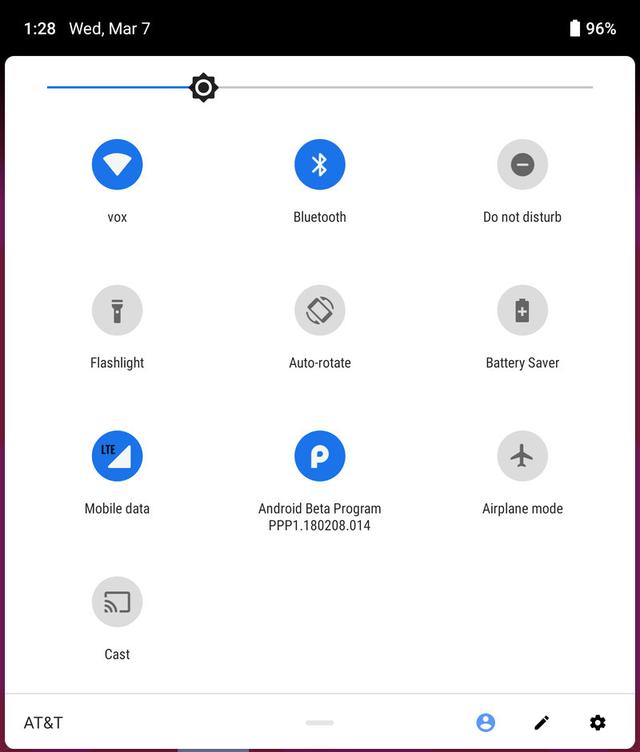 1:28 Wed, Mar 7 96%
vox Bluetooth Do not disturb
Flashlight Auto-rotate Battery Saver
LTE P
Mobile data Android Beta Program Airplane mode
PPP1.180208.014
Cast
AT&T